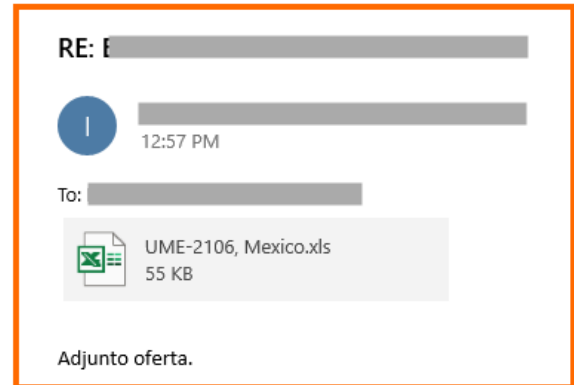 RE:
I
12:57 PM
To:
UME-2106, Mexico.xls
55 KB
Adjunto oferta.